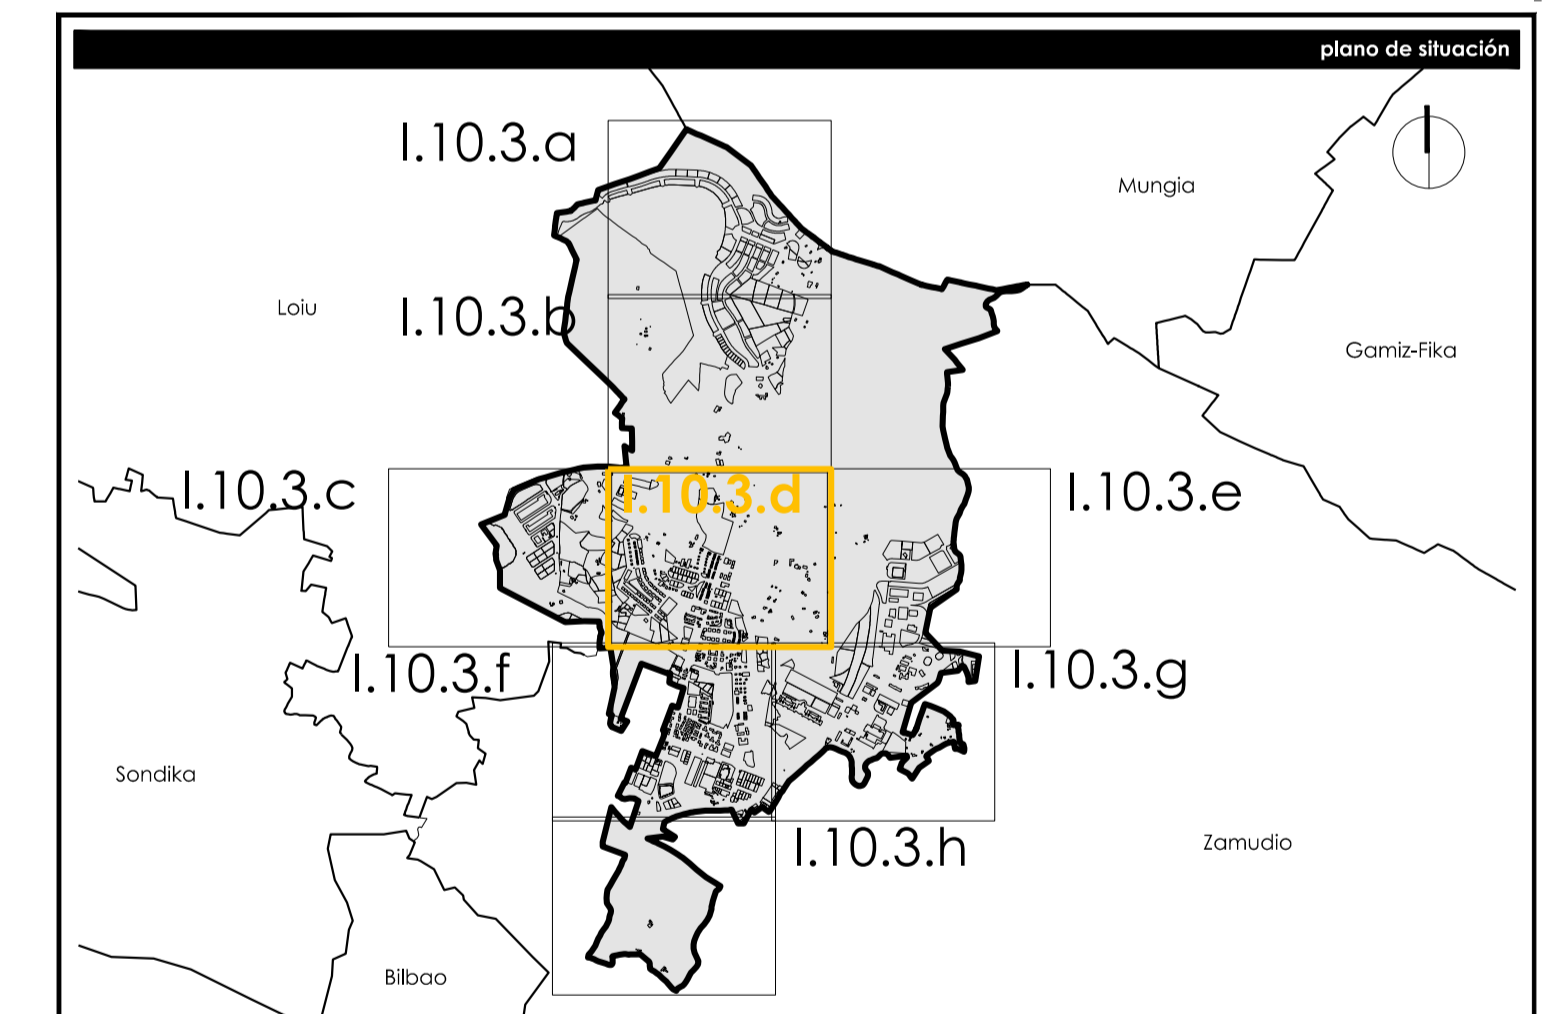 plano de situación
I.10.3.a
Mungia
Loiu
I.10.3.b
Gamiz-Fika
I.10.3.c
I.10.3.d
I.10.3.e
I.10.3.f
I.10.3.g
Sondika
Zamudio
I.10.3.h
Bilbao